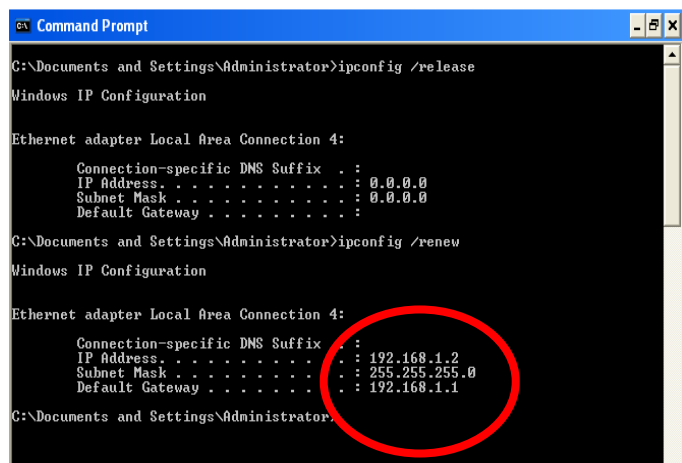 Command Prompt
C:\Documents and Settings\Administrator>ipconfig /release
Windows IP Configuration
Ethernet adapter Local Area Connection 4:
Connection-specific DNS Suffix  . :
IP Address. . . . . . . . . . . . : 0.0.0.0
Subnet Mask . . . . . . . . . . . : 0.0.0.0
Default Gateway . . . . . . . . . :
C:\Documents and Settings\Administrator>ipconfig /renew
Windows IP Configuration
Ethernet adapter Local Area Connection 4:
Connection-specific DNS Suffix  . :
IP Address. . . . . . . . . . . . : 192.168.1.2
Subnet Mask . . . . . . . . . . . : 255.255.255.0
Default Gateway . . . . . . . . . : 192.168.1.1
C:\Documents and Settings\Administrator>